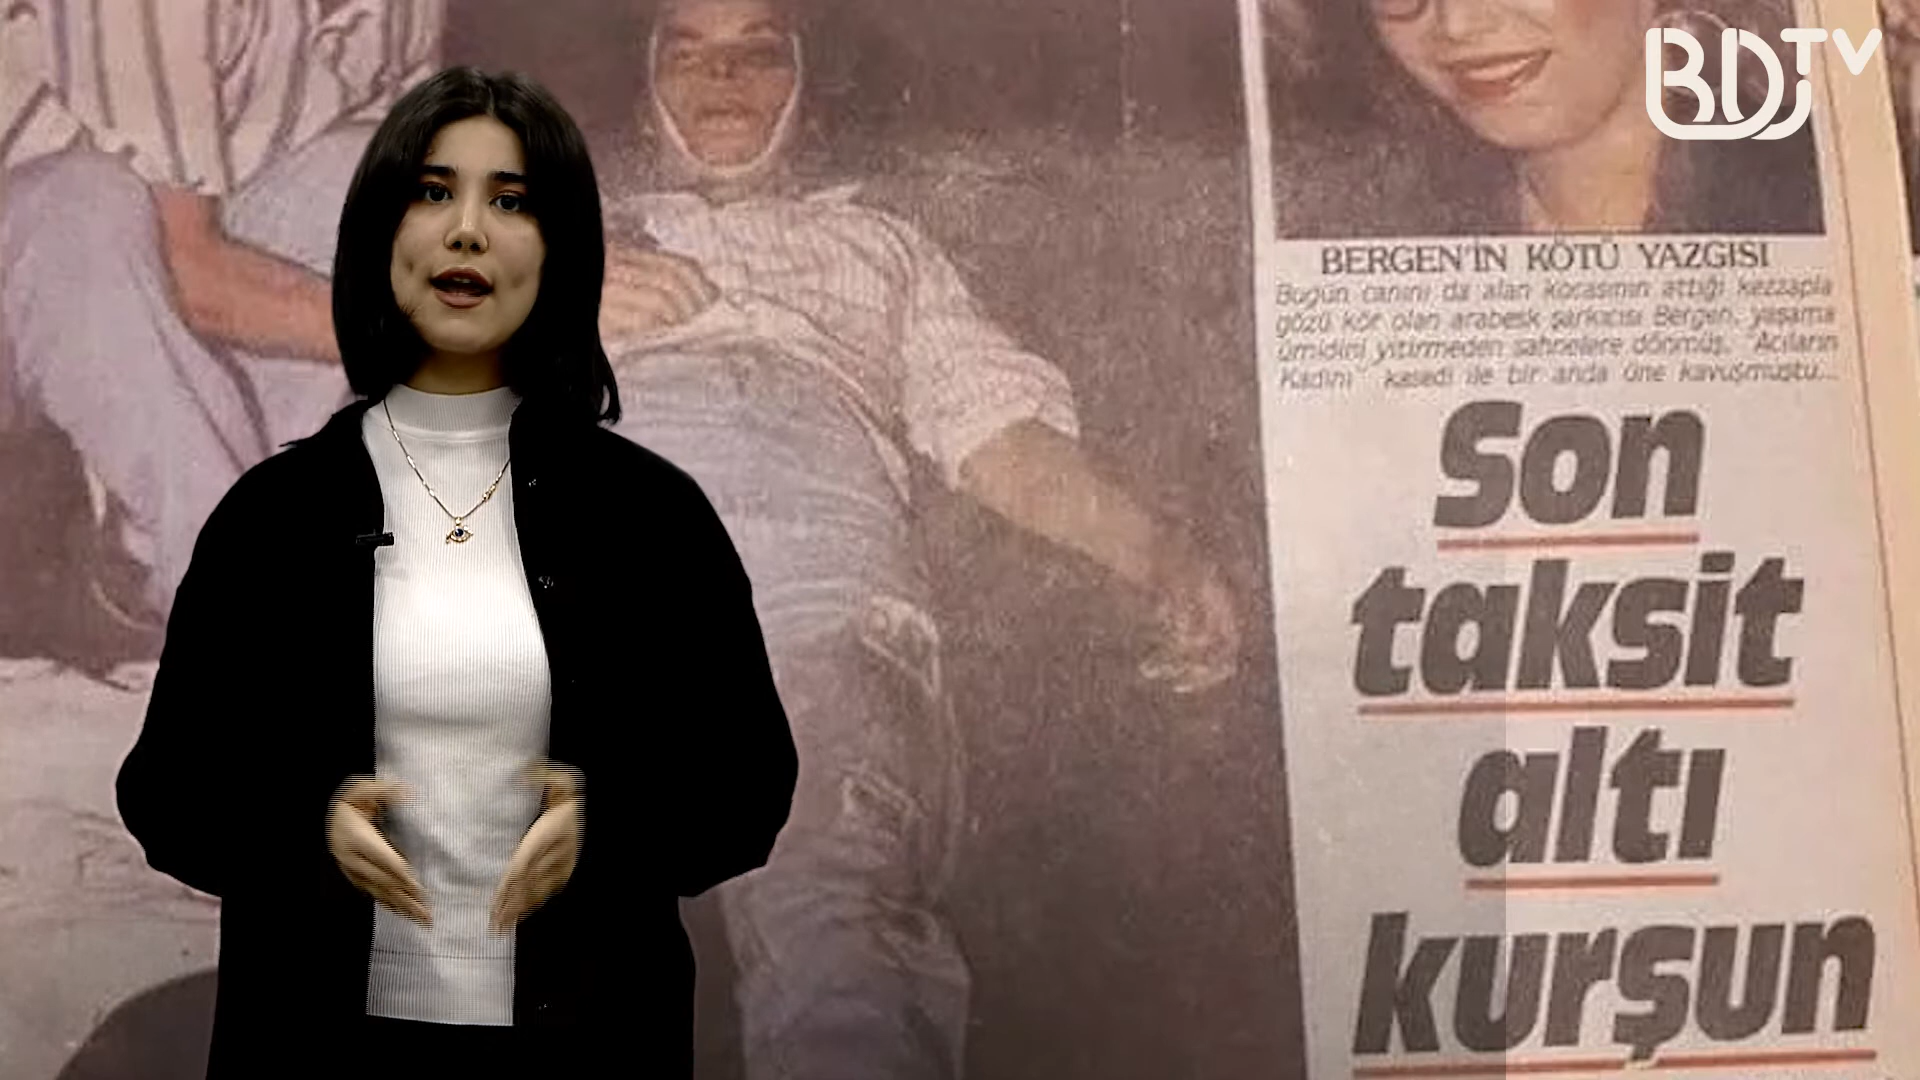 BDJTV
BERGEN'İN KÖTÜ YAZGISI
Bugün canını da alan kocasının attığı kezzapla
gözü kör olan arabesk şarkıcısı Bergen, yaşama
ümidini yitirmeden sahnelere dönmüş, "Acıların
Kadını" kasedi ile bir anda üne kavuşmuştu...
Son
taksit
altı
kurşun